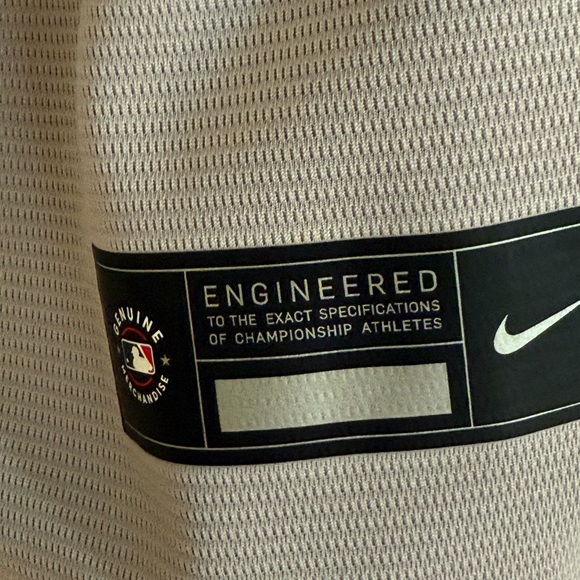 GENUINE
MERCHANDISE
ENGINEERED
TO THE EXACT SPECIFICATIONS
OF CHAMPIONSHIP ATHLETES